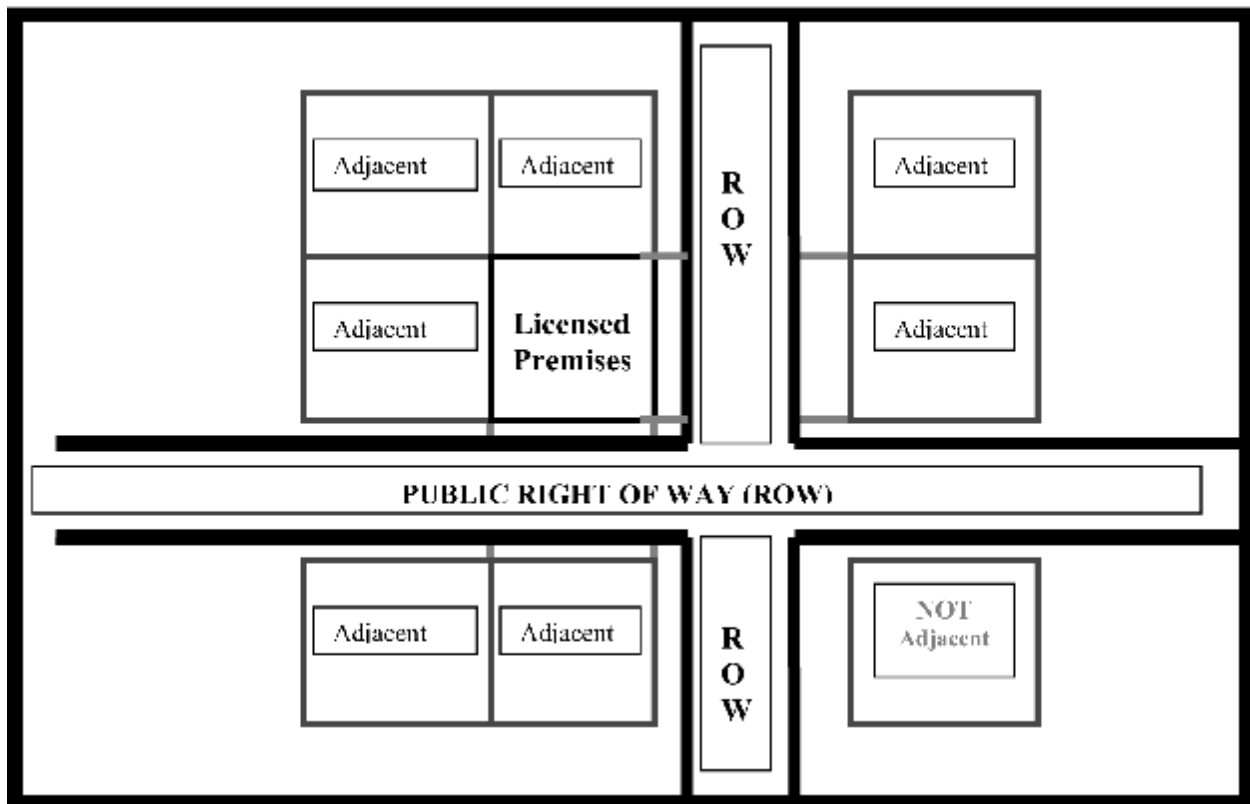 Adjacent
Adjacent
R
O
W
Adjacent
Adjacent
Licensed
Premises
Adjacent
PUBLIC RIGHT OF WAY (ROW)
Adjacent
Adjacent
R
O
W
NOT
Adjacent